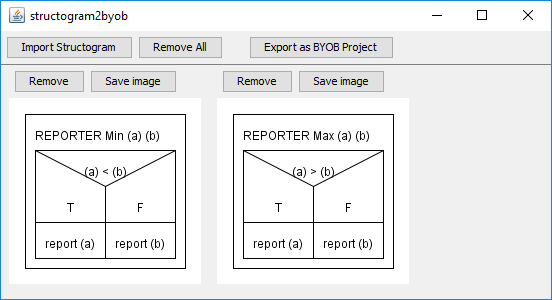 structogram2byob
Import Structogram Remove All Export as BYOB Project
Remove Save image Remove Save image
REPORTER Min (a) (b)
(a) < (b)
T F
report (a) report (b)
REPORTER Max (a) (b)
(a) > (b)
T F
report (a) report (b)